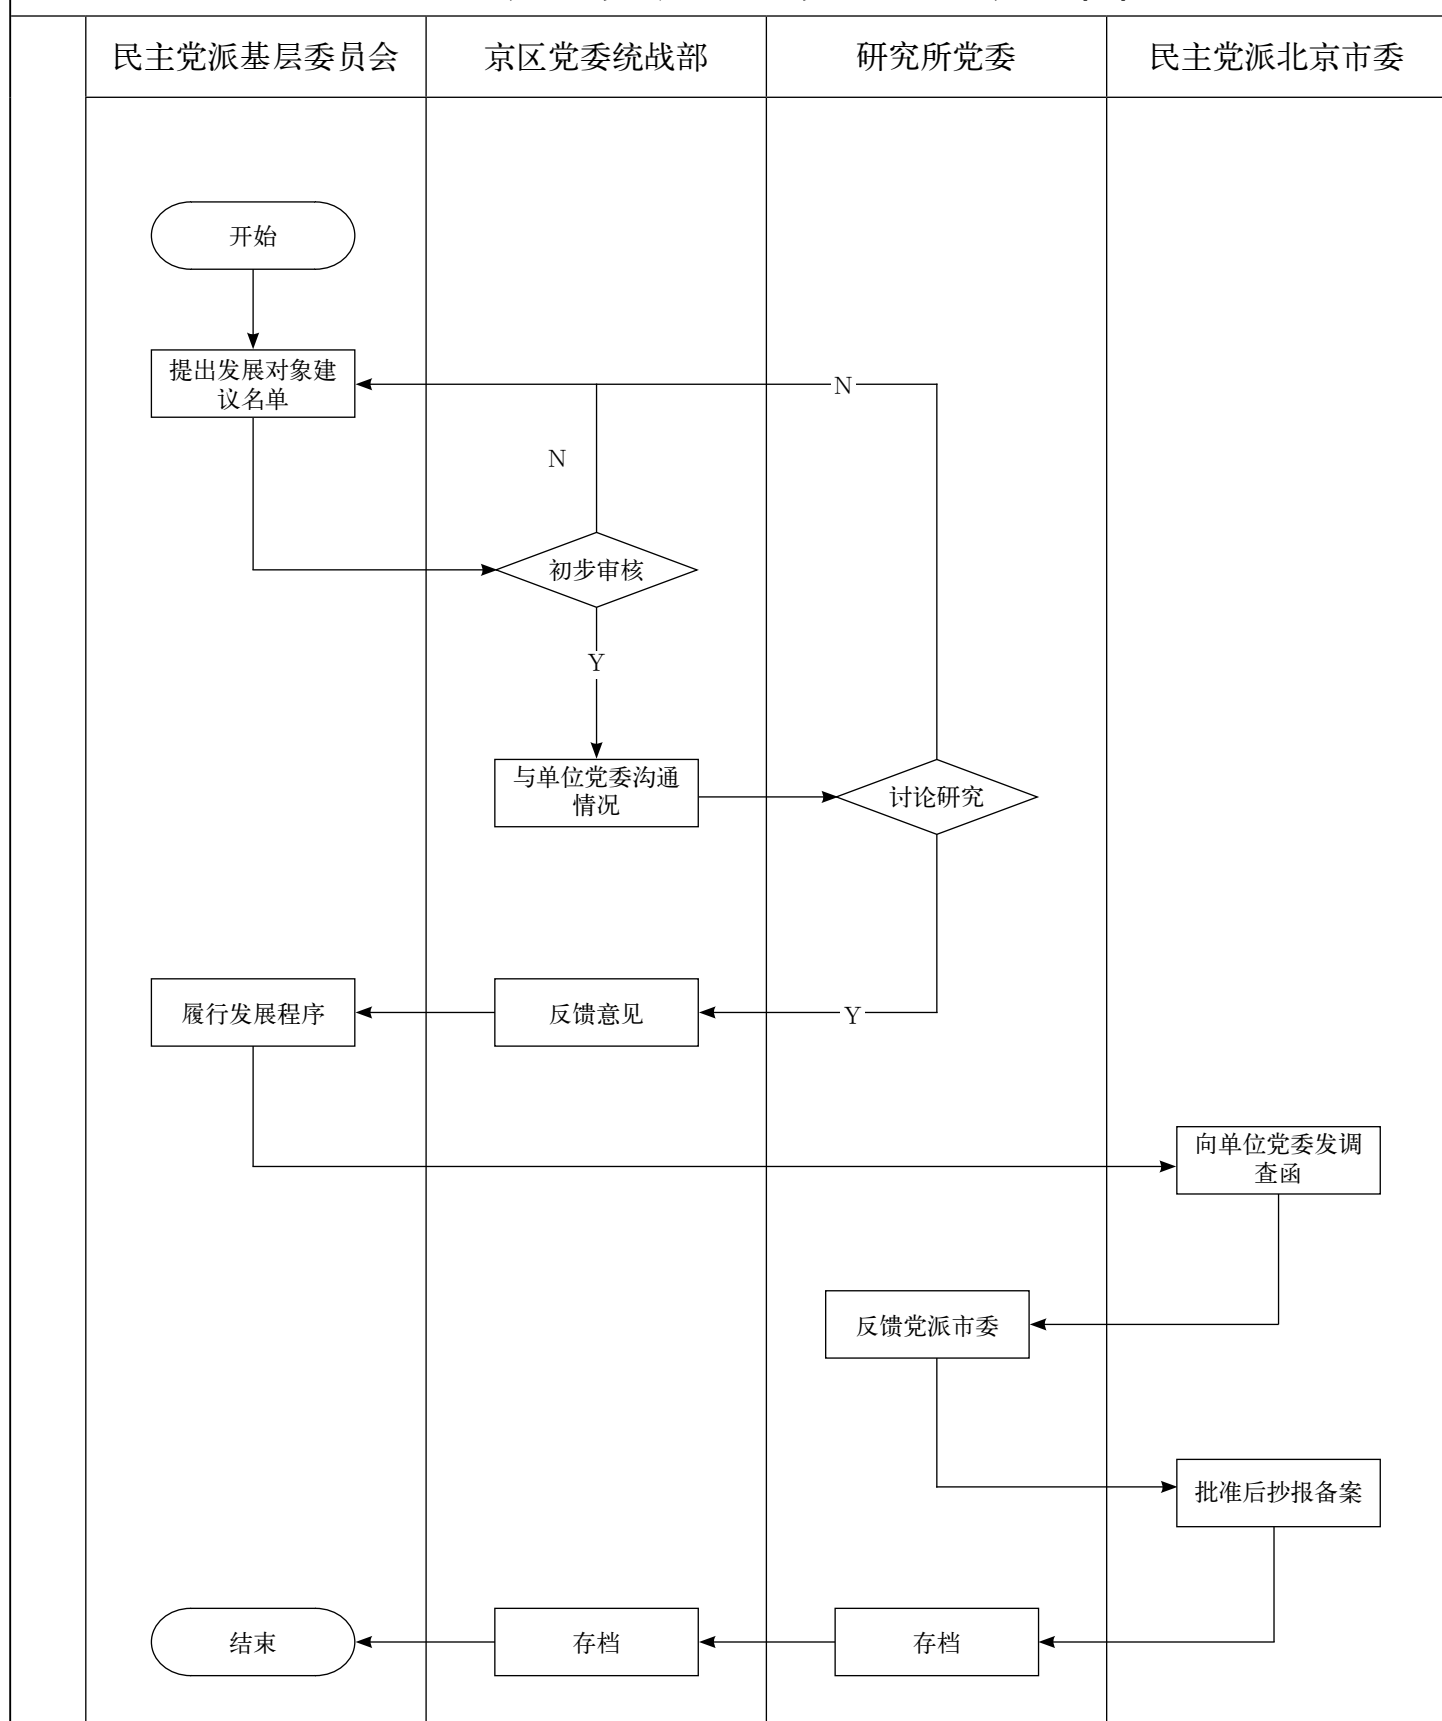 民主党派基层委员会
京区党委统战部
研究所党委
民主党派北京市委
开始
提出发展对象建
议名单
N
N
初步审核
Y
与单位党委沟通
情况
讨论研究
履行发展程序
反馈意见
Y
向单位党委发调
查函
反馈党派市委
批准后抄报备案
结束
存档
存档